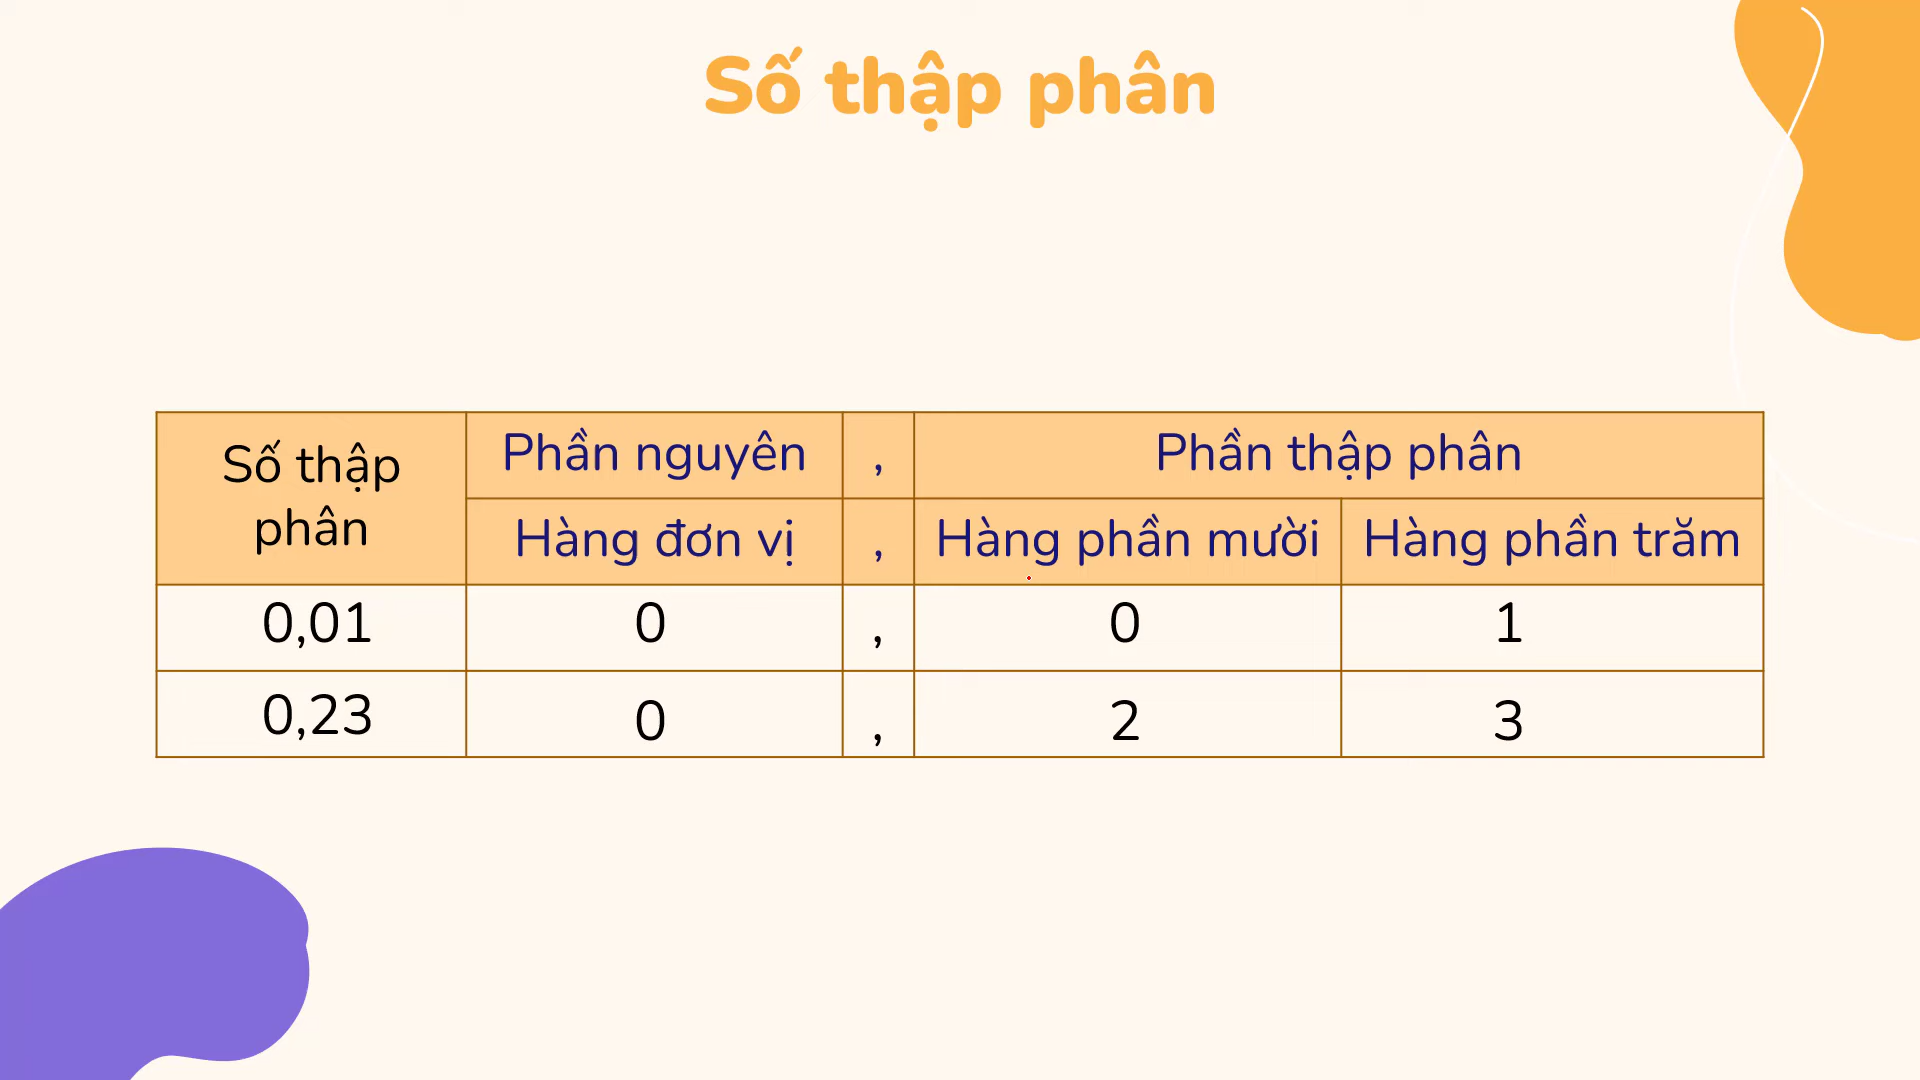 Số thập phân
Số thập
phân
Phần nguyên , Phần thập phân
Hàng đơn vị , Hàng phần mười Hàng phần trăm
0,01 0 , 0 1
0,23 0 , 2 3